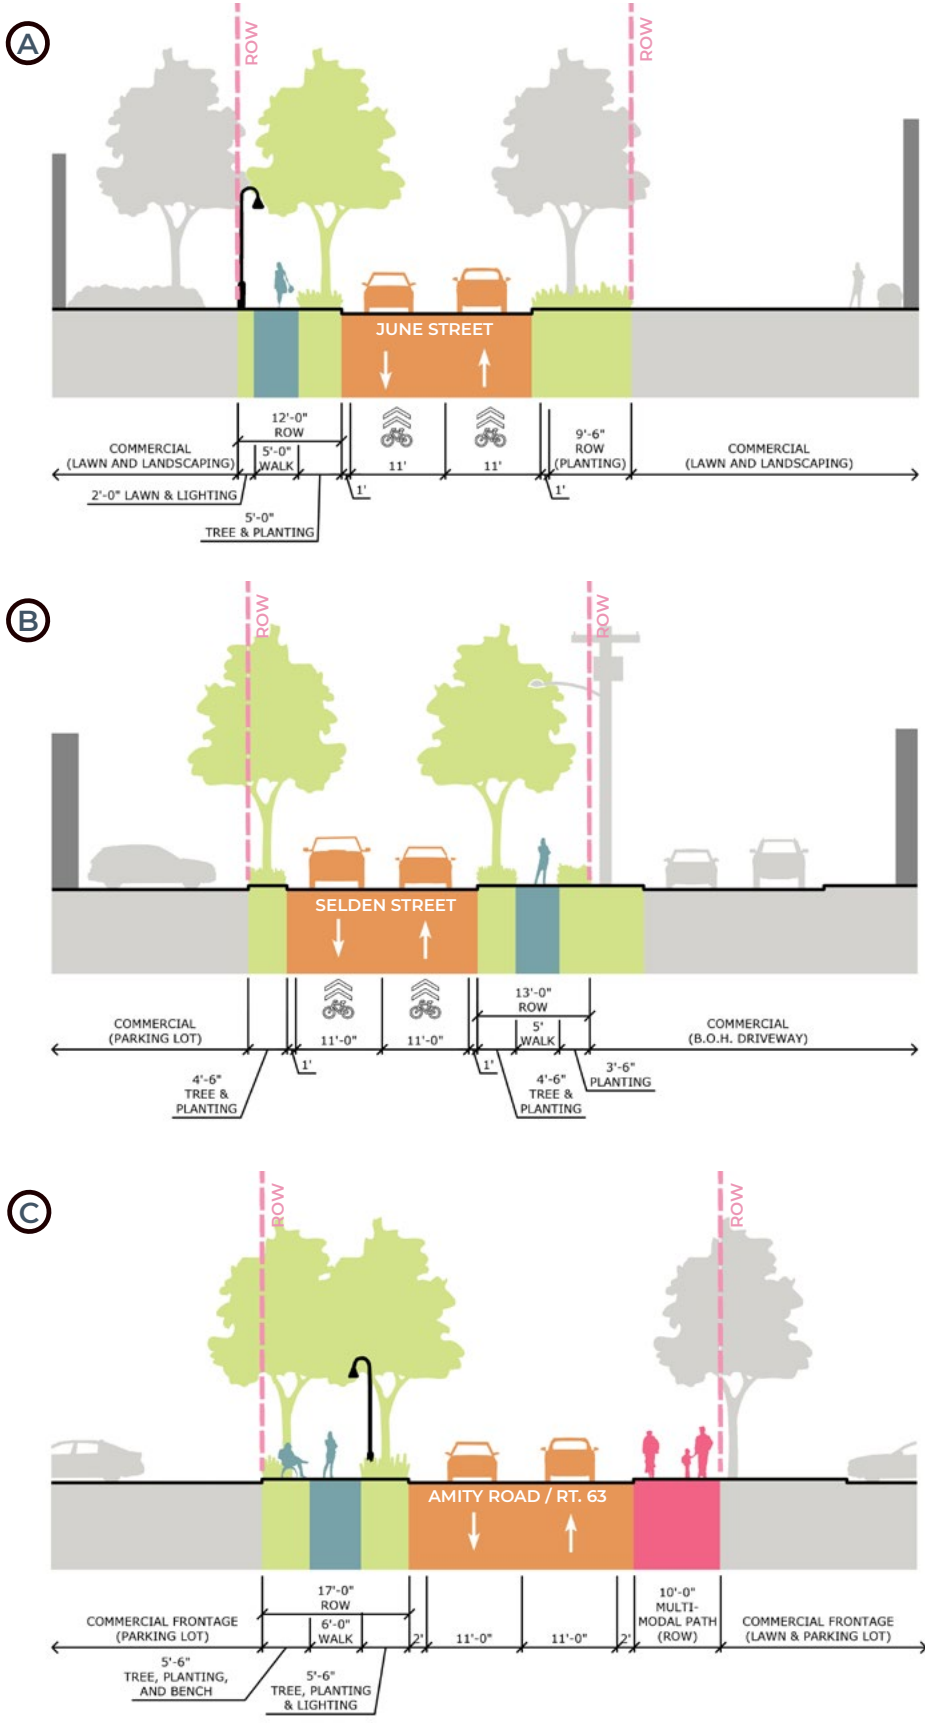 A
ROW
ROW
JUNE STREET
12'-0"
ROW
5'-0"
WALK
COMMERCIAL
(LAWN AND LANDSCAPING)
11'
11'
9'-6"
ROW
(PLANTING)
COMMERCIAL
(LAWN AND LANDSCAPING)
2'-0" LAWN & LIGHTING
1'
1'
5'-0"
TREE & PLANTING
B
ROW
ROW
SELDEN STREET
13'-0"
ROW
COMMERCIAL
(PARKING LOT)
11'-0"
11'-0"
5'
WALK
COMMERCIAL
(B.O.H. DRIVEWAY)
4'-6"
TREE &
PLANTING
1'
1'
4'-6"
TREE &
PLANTING
3'-6"
PLANTING
C
ROW
ROW
AMITY ROAD / RT. 63
17'-0"
ROW
COMMERCIAL FRONTAGE
(PARKING LOT)
6'-0"
WALK
2'
11'-0"
11'-0"
2'
10'-0"
MULTI-
MODAL PATH
(ROW)
COMMERCIAL FRONTAGE
(LAWN & PARKING LOT)
5'-6"
TREE, PLANTING,
AND BENCH
5'-6"
TREE, PLANTING
& LIGHTING